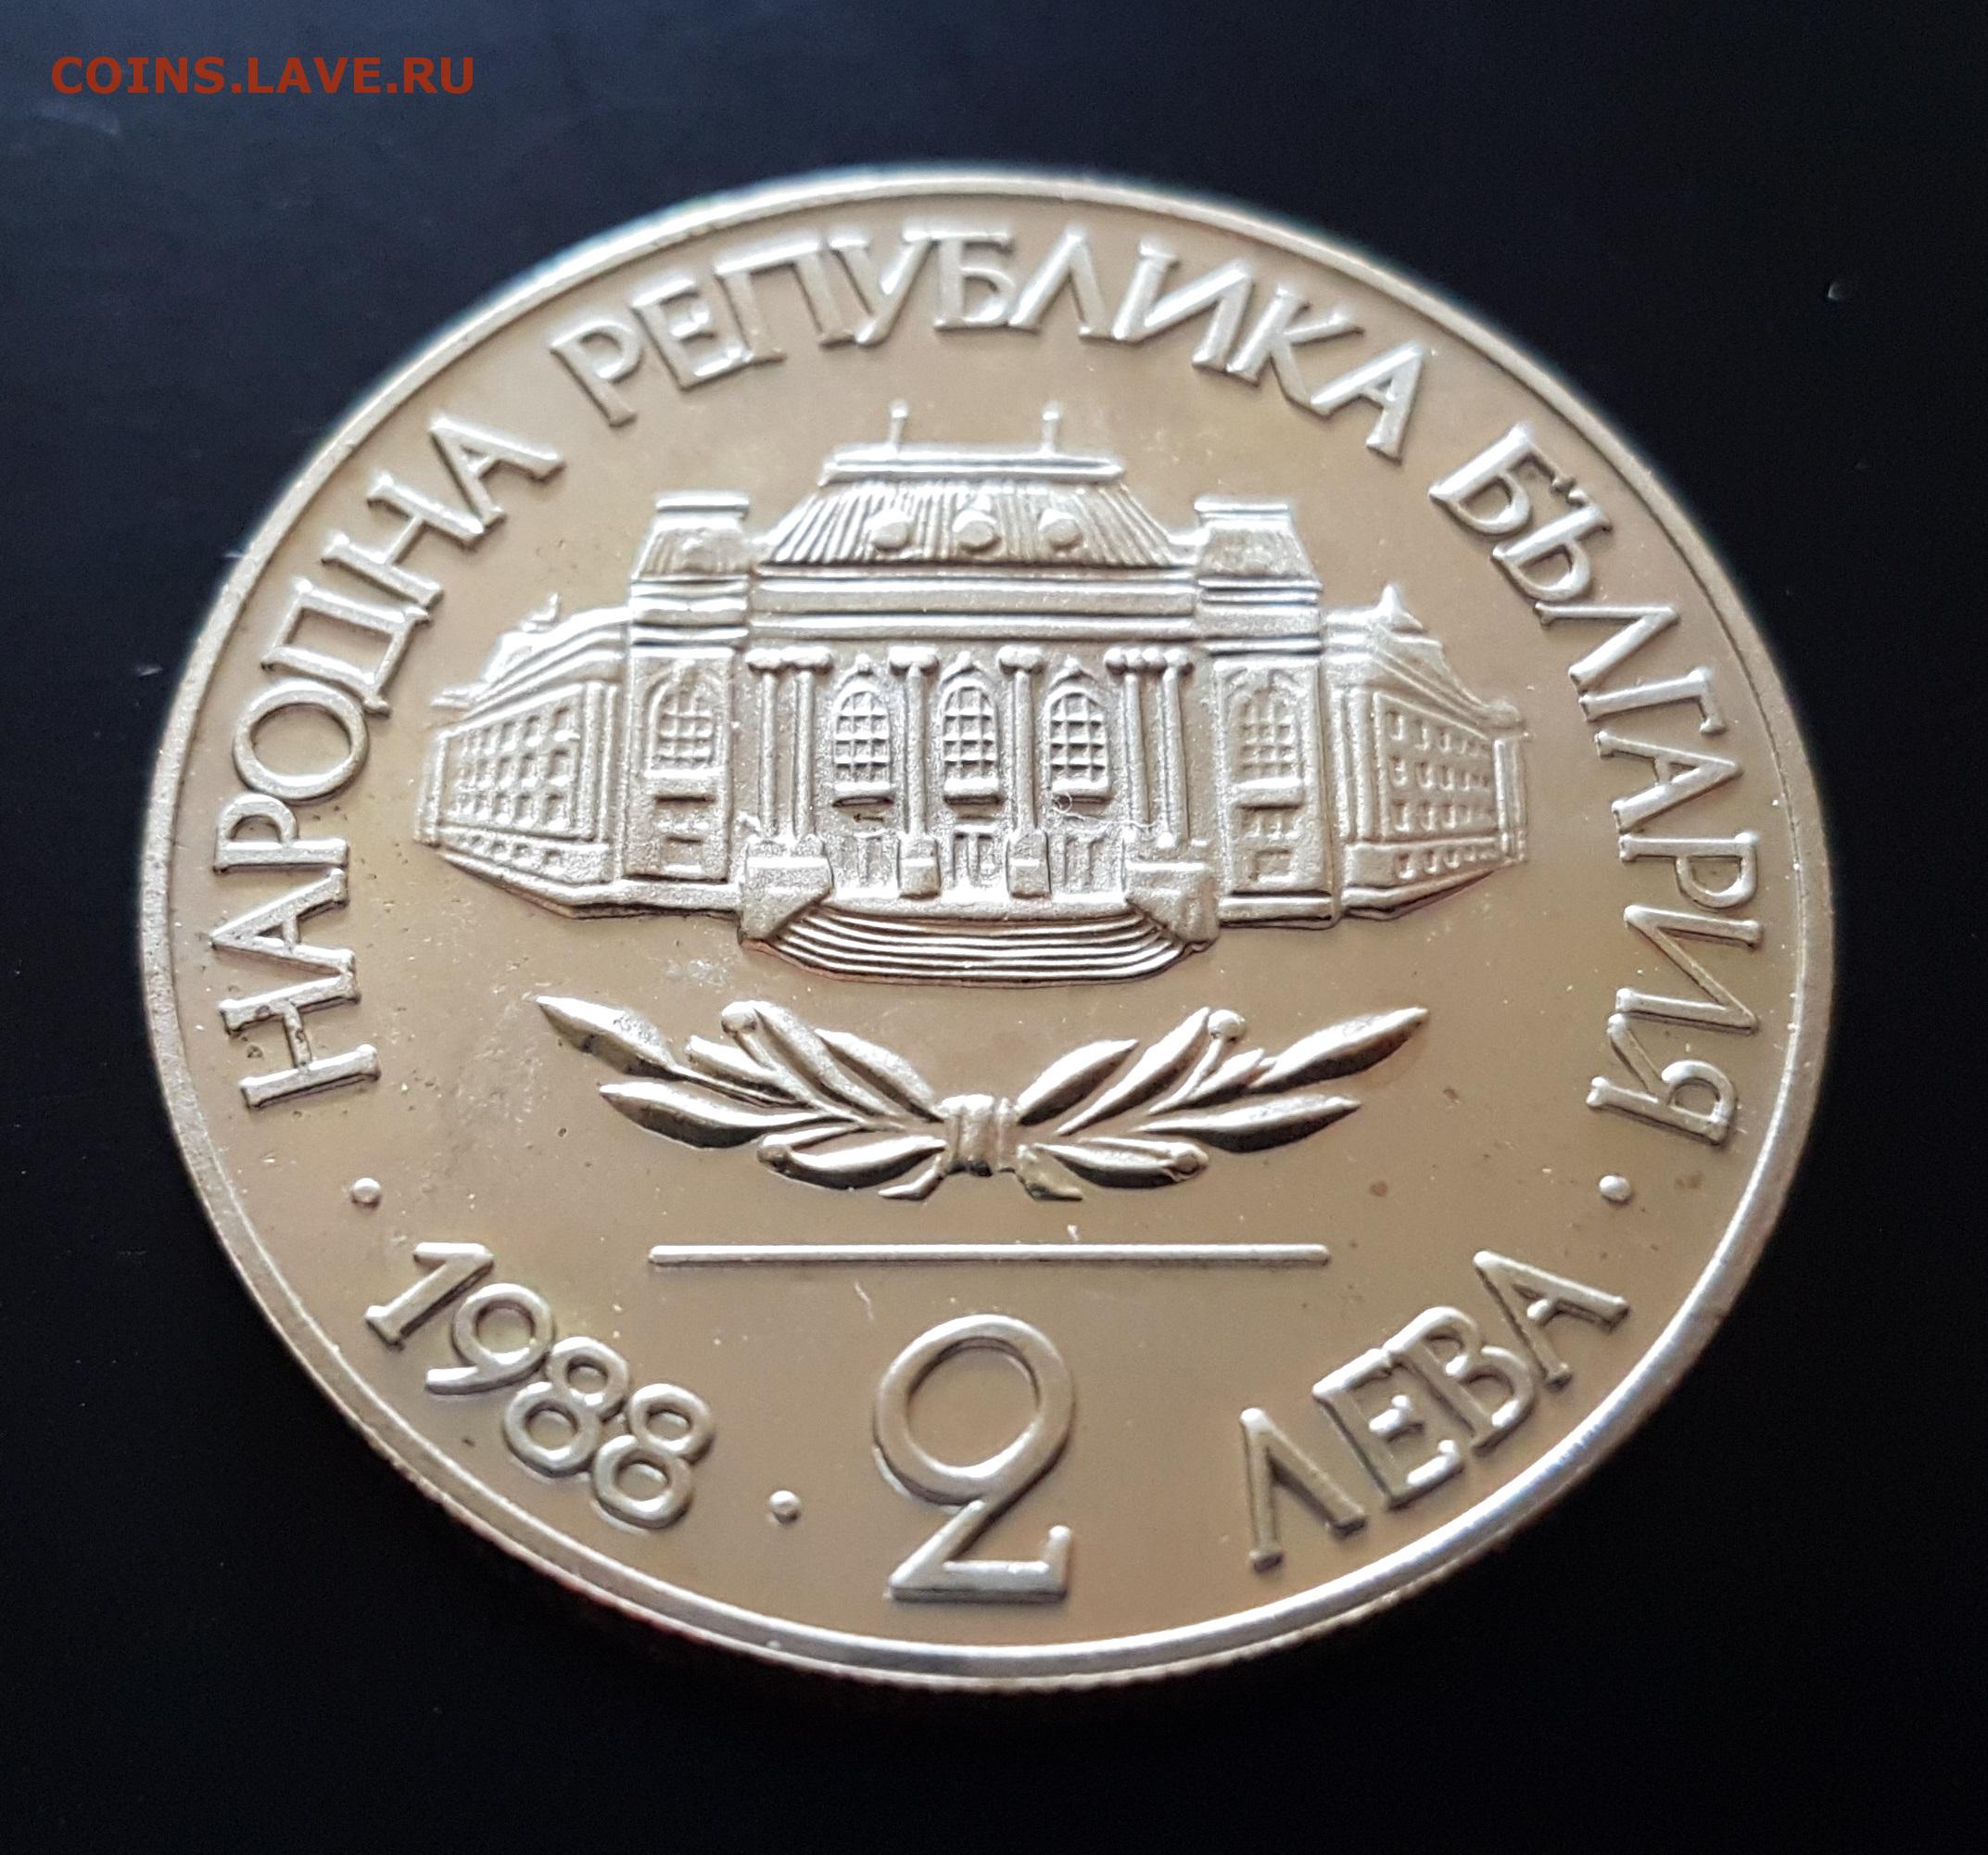 COINS.LAVE.RU
НАРОДНА РЕПУБЛИКА БЪЛГАРИЯ
· 1988 · 2 ЛЕВА ·